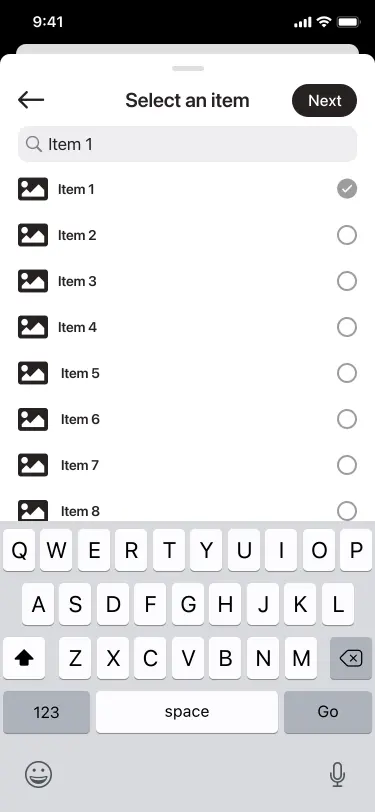 9:41
Select an item
Next
Item 1
Item 1
Item 2
Item 3
Item 4
Item 5
Item 6
Item 7
Item 8
Q W E R T Y U I O P
A S D F G H J K L
Z X C V B N M
123 space Go